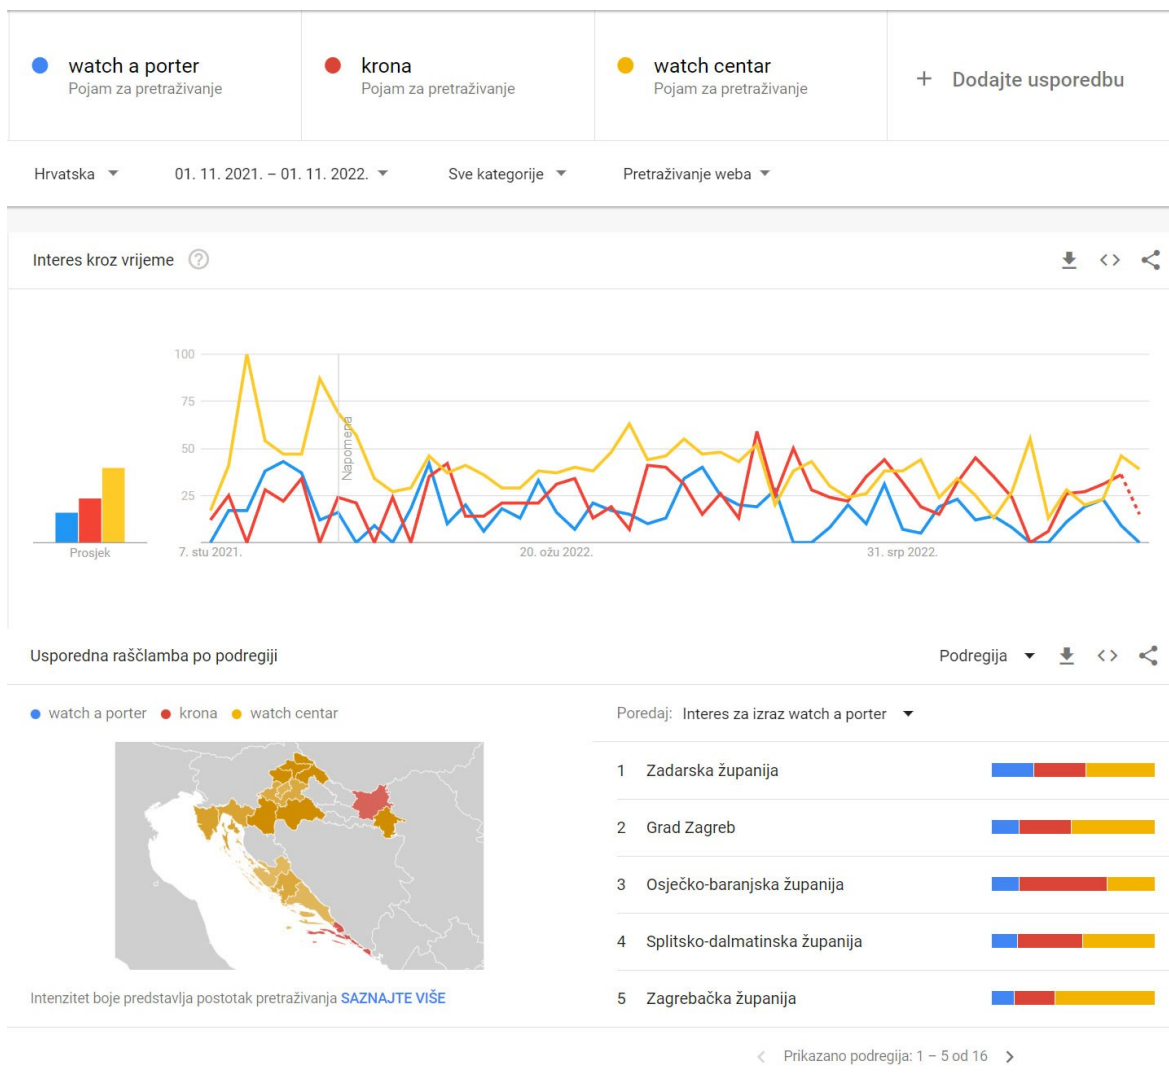 watch a porter
Pojam za pretraživanje
krona
Pojam za pretraživanje
watch centar
Pojam za pretraživanje
+ Dodajte usporedbu
Hrvatska
01. 11. 2021. – 01. 11. 2022.
Sve kategorije
Pretraživanje weba
Interes kroz vrijeme ?
100
75
50
25
Napomena
Prosjek
7. stu 2021.
20. ožu 2022.
31. srp 2022.
Usporedna raščlamba po podregiji
Podregija
watch a porter krona watch centar
Poredaj: Interes za izraz watch a porter
1 Zadarska županija
2 Grad Zagreb
3 Osječko-baranjska županija
4 Splitsko-dalmatinska županija
5 Zagrebačka županija
Intenzitet boje predstavlja postotak pretraživanja SAZNAJTE VIŠE
Prikazano podregija: 1 – 5 od 16